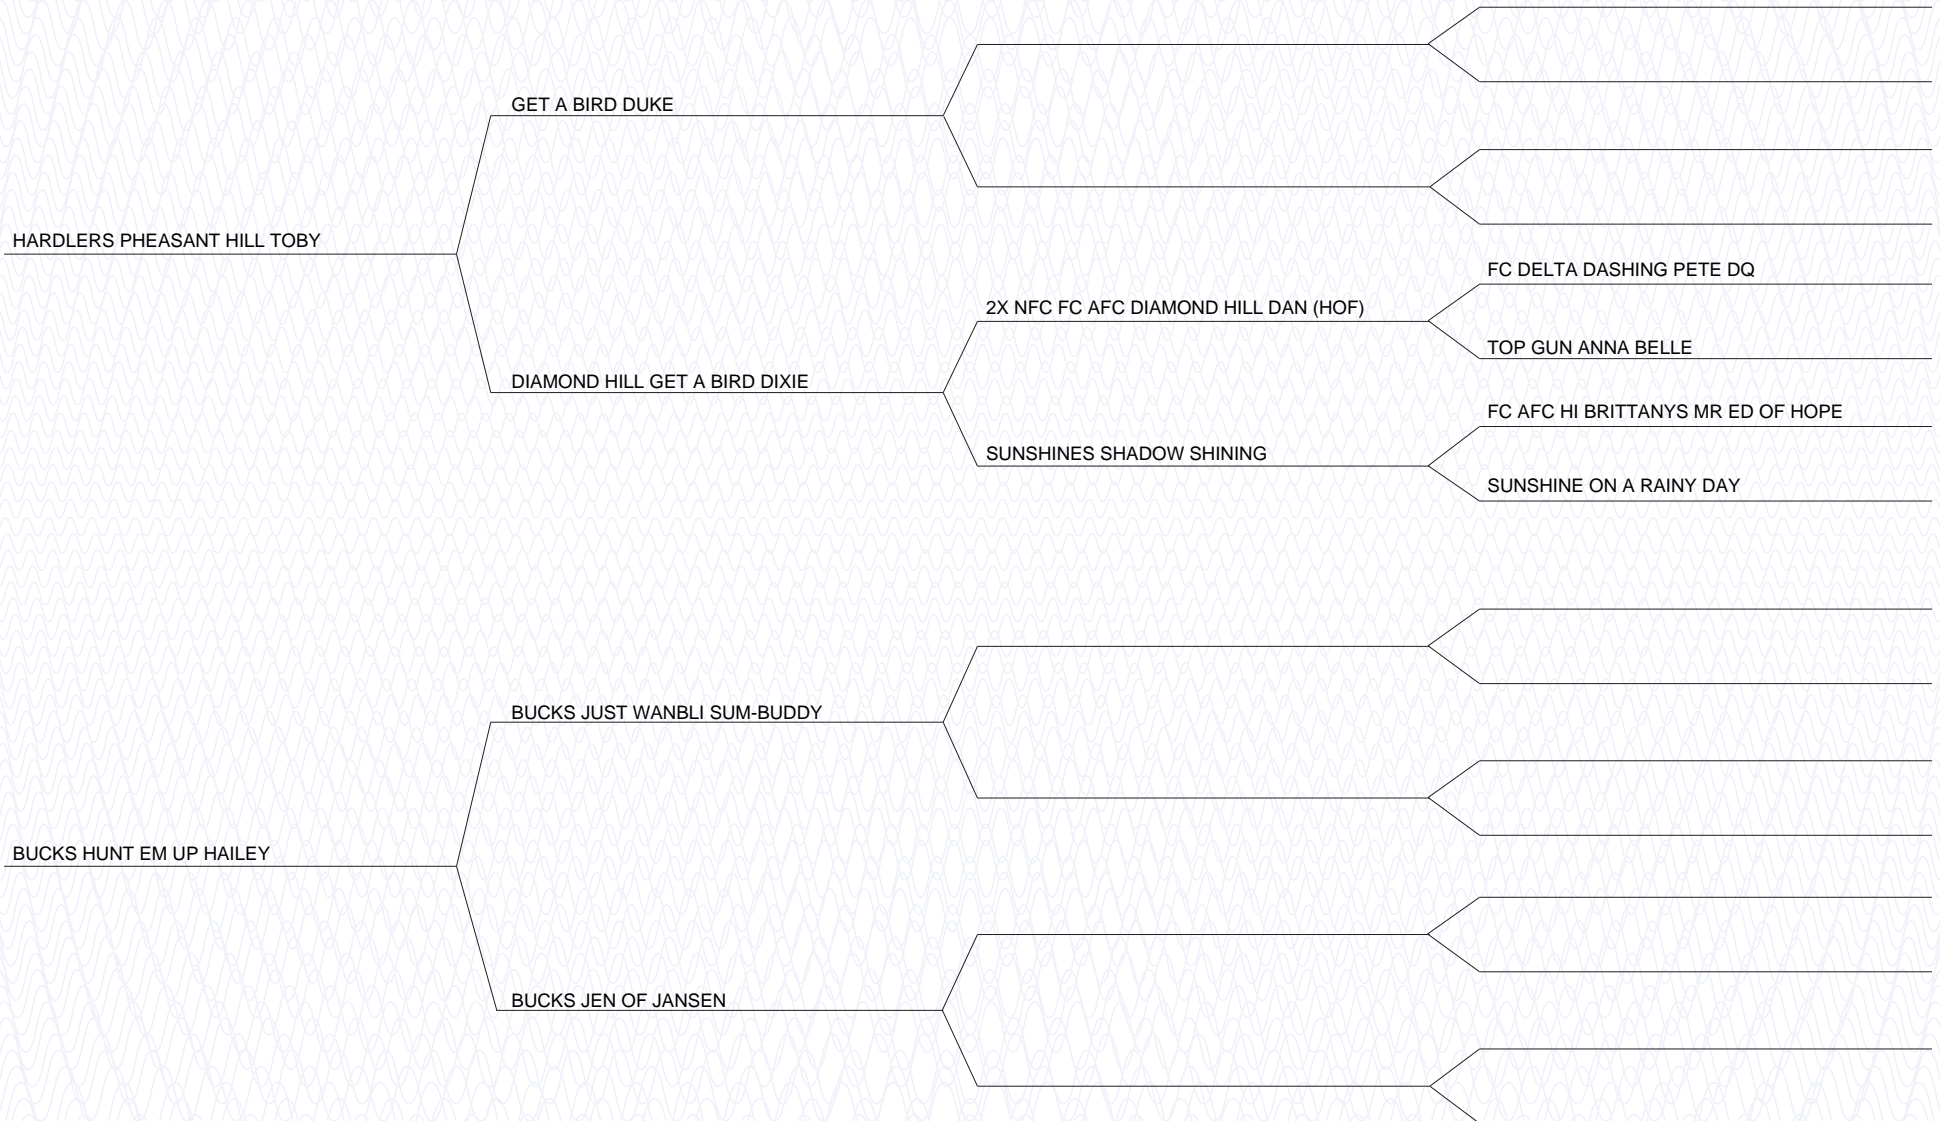 GET A BIRD DUKE
HARDLERS PHEASANT HILL TOBY
FC DELTA DASHING PETE DQ
2X NFC FC AFC DIAMOND HILL DAN (HOF)
TOP GUN ANNA BELLE
DIAMOND HILL GET A BIRD DIXIE
FC AFC HI BRITTANYS MR ED OF HOPE
SUNSHINES SHADOW SHINING
SUNSHINE ON A RAINY DAY
BUCKS JUST WANBLI SUM-BUDDY
BUCKS HUNT EM UP HAILEY
BUCKS JEN OF JANSEN